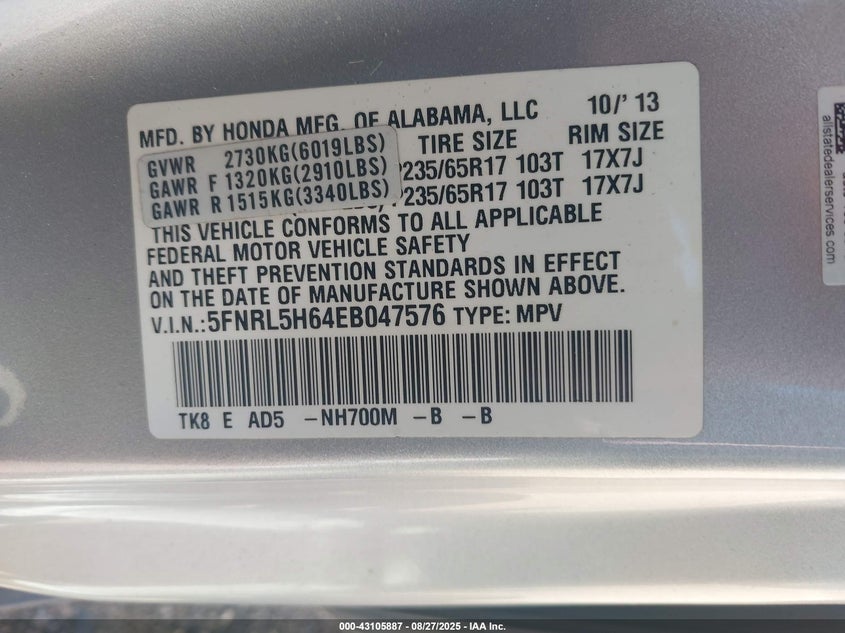 MFD. BY HONDA MFG. OF ALABAMA, LLC 10/'13
TIRE SIZE RIM SIZE
GVWR 2730KG(6019LBS)
GAWR F 1320KG(2910LBS) P235/65R17 103T 17X7J
GAWR R 1515KG(3340LBS) P235/65R17 103T 17X7J
THIS VEHICLE CONFORMS TO ALL APPLICABLE
FEDERAL MOTOR VEHICLE SAFETY
AND THEFT PREVENTION STANDARDS IN EFFECT
ON THE DATE OF MANUFACTURE SHOWN ABOVE.
V.I.N.:5FNRL5H64EB047576 TYPE: MPV
TK8 E AD5 -NH700M -B -B
allstatedealerservices.com
000-43105887 / 08/27/2025 - IAA Inc.